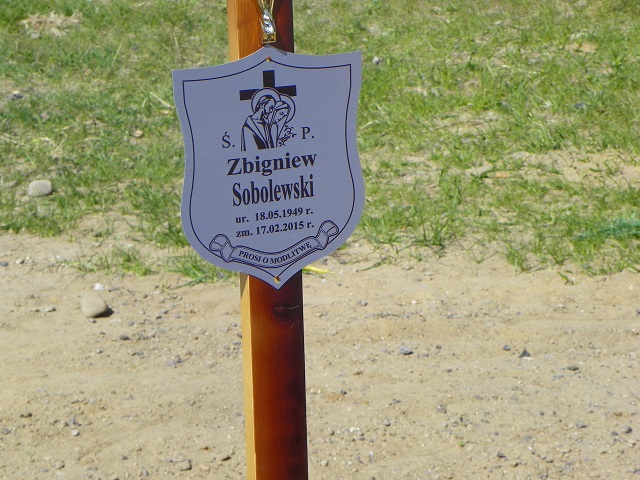 Ś. P.
Zbigniew
Sobolewski
ur. 18.05.1949 r.
zm. 17.02.2015 r.
PROSI O MODLITWĘ